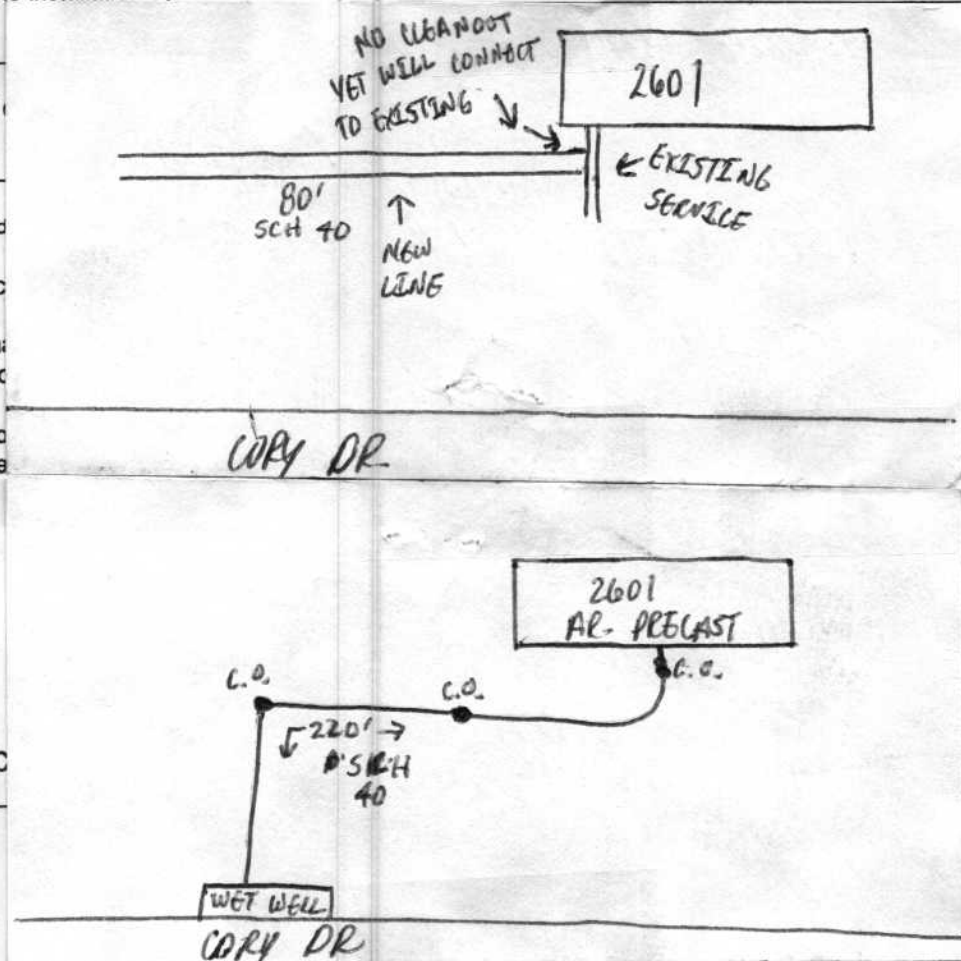 NO CLEANOUT
YET WILL CONNECT
TO EXISTING
2601
EXISTING
SERVICE
80'
SCH 40
NEW
LINE
CORY DR
2601
AR. PRECAST
C.O.
C.O.
C.O.
220'
SCH
40
WET WELL
CORY DR